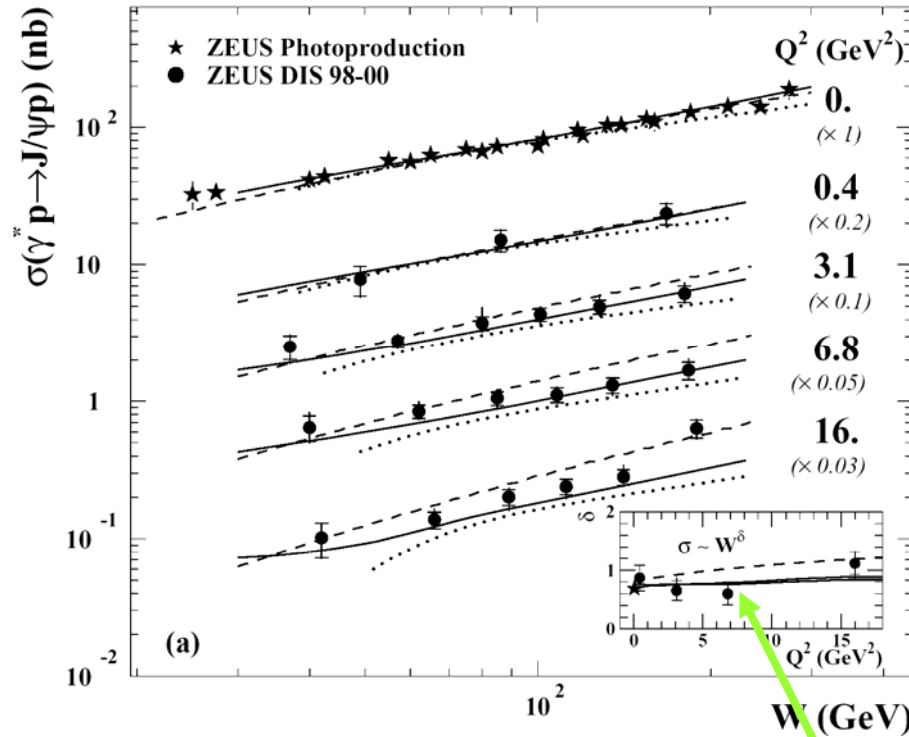 σ(γ* p→J/ψp) (nb)
★ ZEUS Photoproduction
● ZEUS DIS 98-00
Q² (GeV²)
0.
(× 1)
0.4
(× 0.2)
3.1
(× 0.1)
6.8
(× 0.05)
16.
(× 0.03)
10²
10
1
10⁻¹
10⁻²
(a)
δ
2
1
0
σ ~ W^δ
0 5 10 15
Q² (GeV²)
10²
W (GeV)